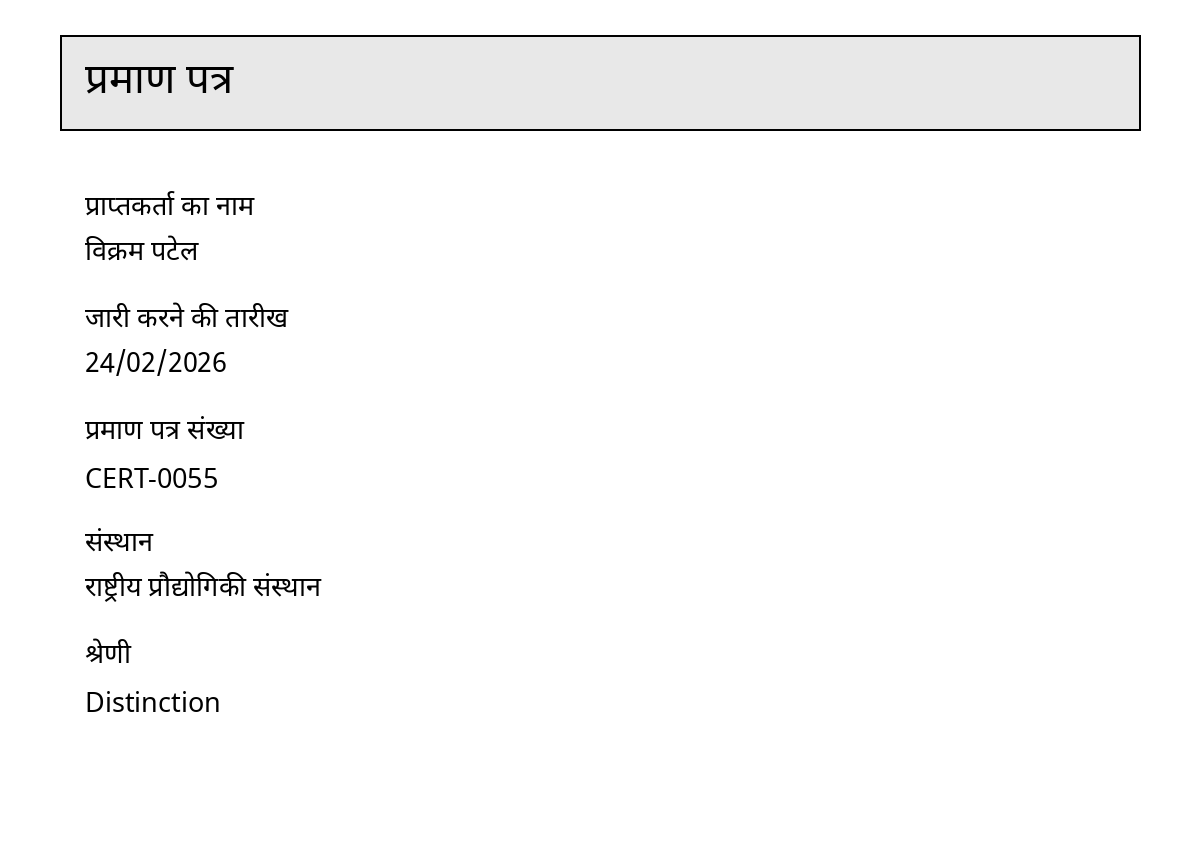 प्रमाण पत्र
प्राप्तकर्ता का नाम
विक्रम पटेल
जारी करने की तारीख
24/02/2026
प्रमाण पत्र संख्या
CERT-0055
संस्थान
राष्ट्रीय प्रौद्योगिकी संस्थान
श्रेणी
Distinction